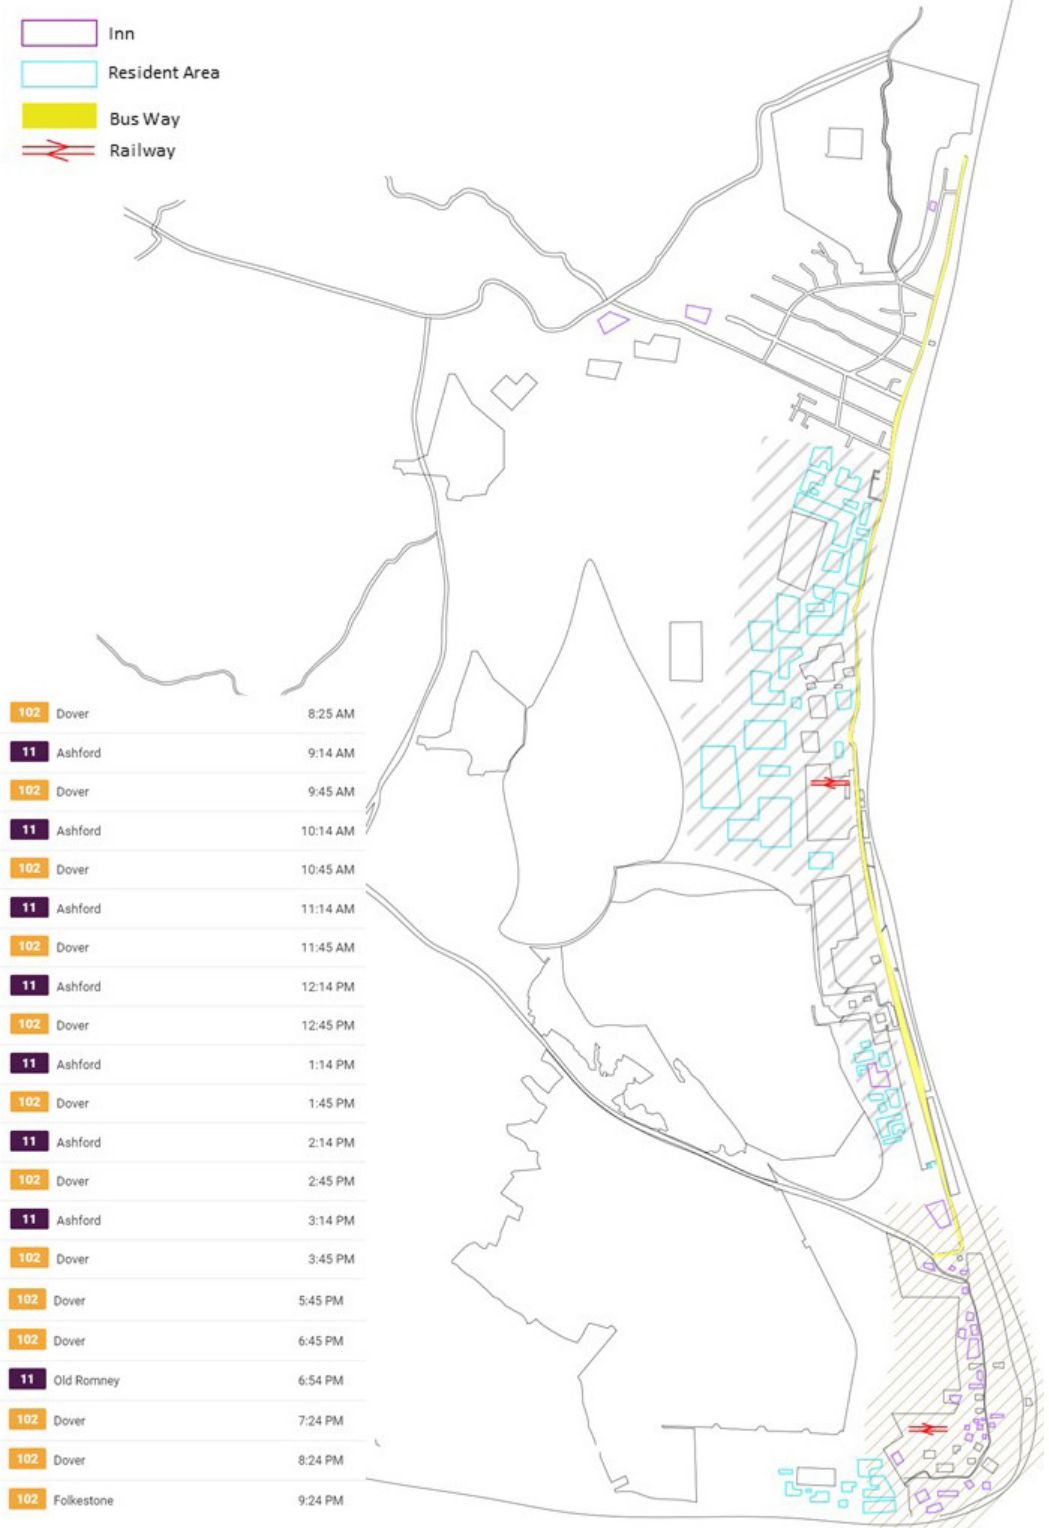 Inn
Resident Area
Bus Way
Railway
102 Dover 8:25 AM
11 Ashford 9:14 AM
102 Dover 9:45 AM
11 Ashford 10:14 AM
102 Dover 10:45 AM
11 Ashford 11:14 AM
102 Dover 11:45 AM
11 Ashford 12:14 PM
102 Dover 12:45 PM
11 Ashford 1:14 PM
102 Dover 1:45 PM
11 Ashford 2:14 PM
102 Dover 2:45 PM
11 Ashford 3:14 PM
102 Dover 3:45 PM
102 Dover 5:45 PM
102 Dover 6:45 PM
11 Old Romney 6:54 PM
102 Dover 7:24 PM
102 Dover 8:24 PM
102 Folkestone 9:24 PM